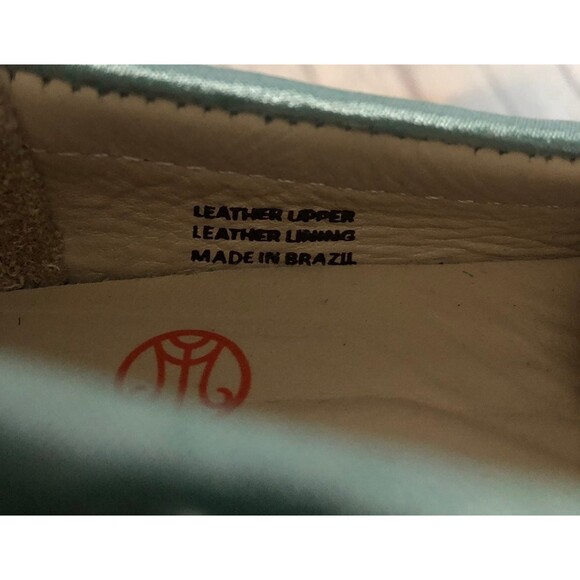 LEATHER UPPER
LEATHER LINING
MADE IN BRAZIL